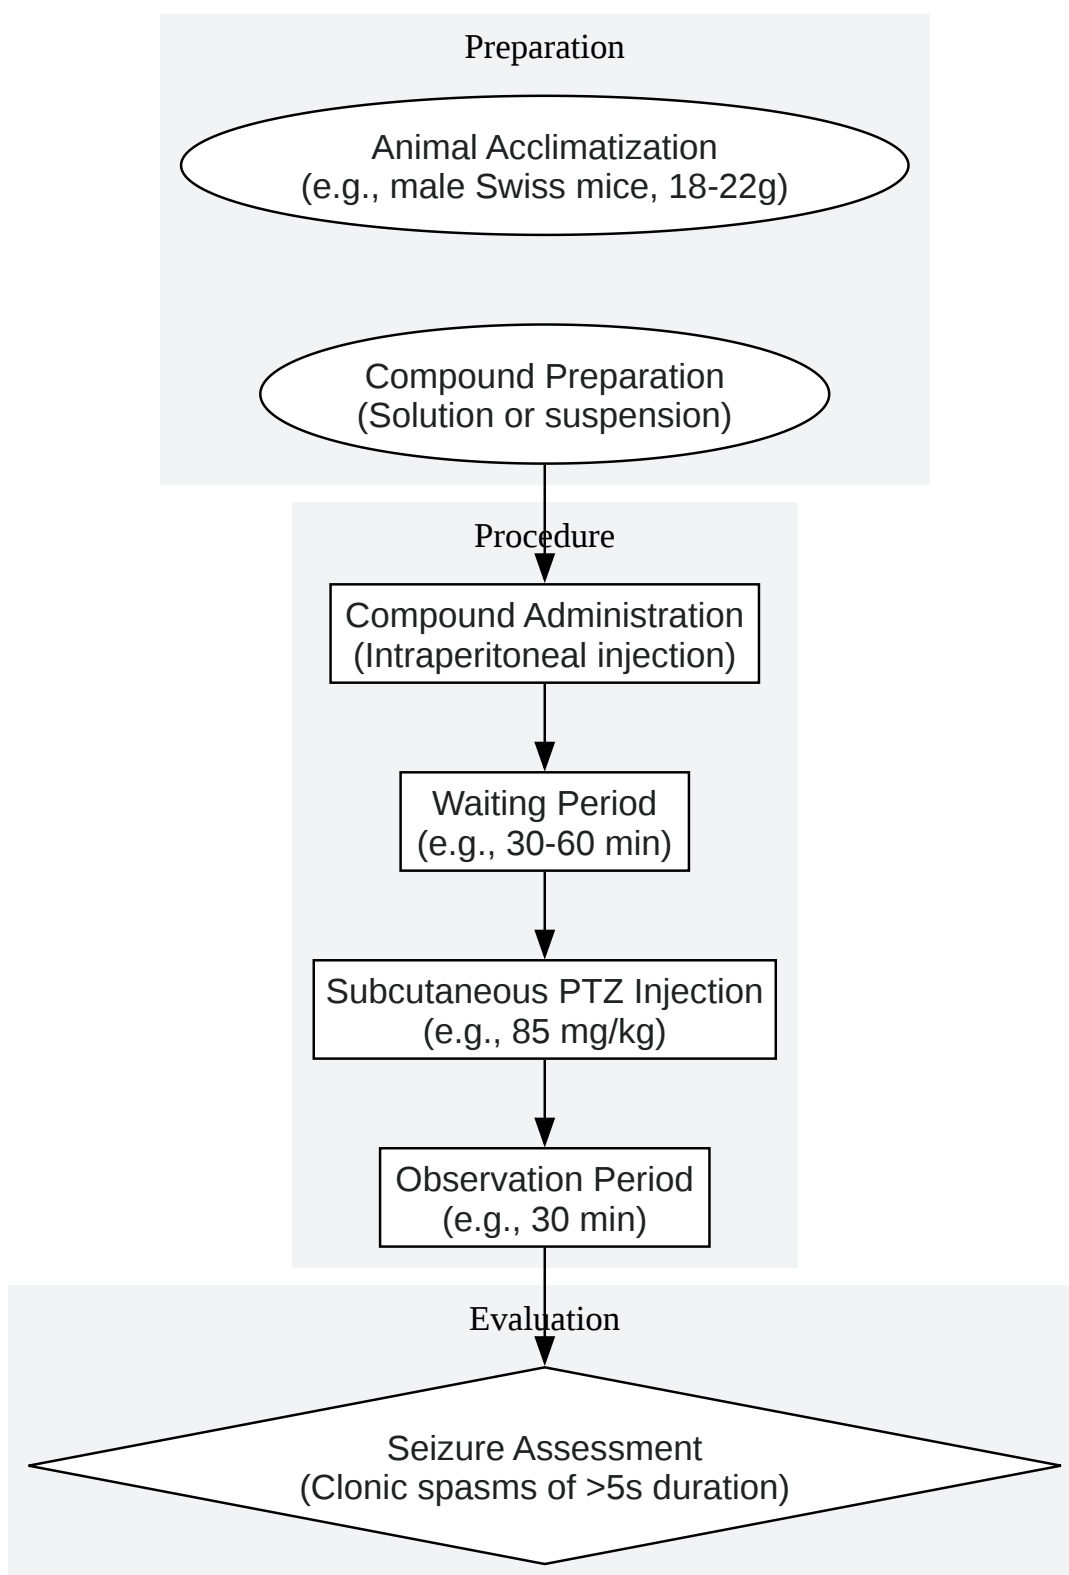 Preparation
Animal Acclimatization
(e.g., male Swiss mice, 18-22g)
Compound Preparation
(Solution or suspension)
Procedure
Compound Administration
(Intraperitoneal injection)
Waiting Period
(e.g., 30-60 min)
Subcutaneous PTZ Injection
(e.g., 85 mg/kg)
Observation Period
(e.g., 30 min)
Evaluation
Seizure Assessment
(Clonic spasms of >5s duration)